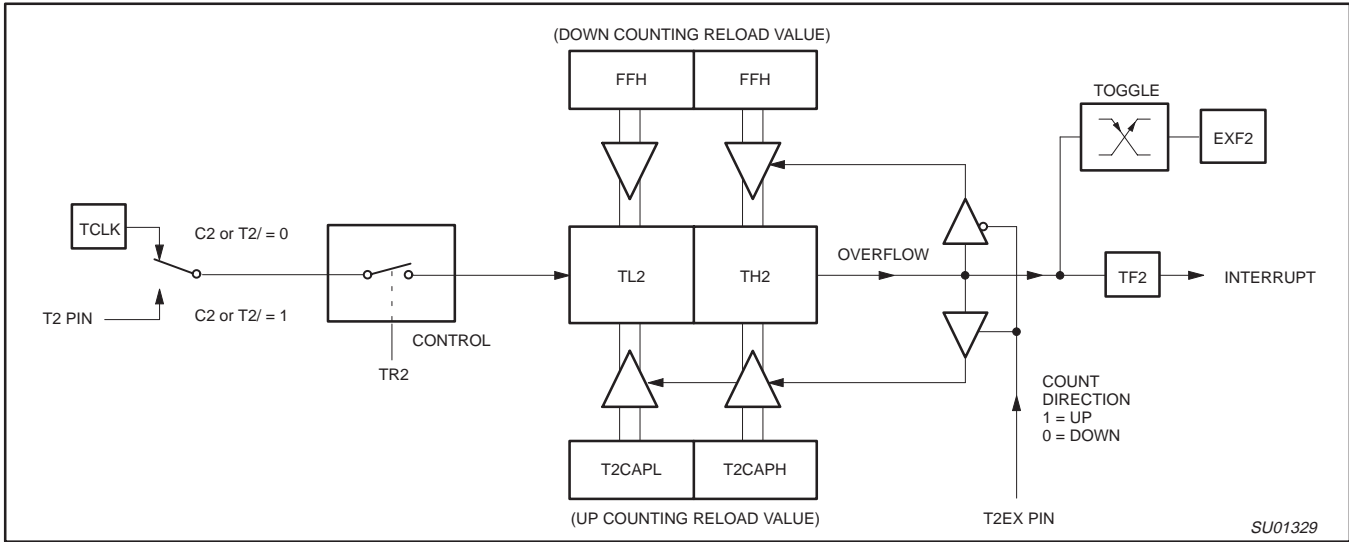 (DOWN COUNTING RELOAD VALUE)
FFH
FFH
TOGGLE
EXF2
TCLK
C2 or T2/ = 0
OVERFLOW
TL2
TH2
TF2
INTERRUPT
T2 PIN
C2 or T2/ = 1
CONTROL
TR2
COUNT
DIRECTION
1 = UP
0 = DOWN
T2CAPL
T2CAPH
(UP COUNTING RELOAD VALUE)
T2EX PIN
SU01329